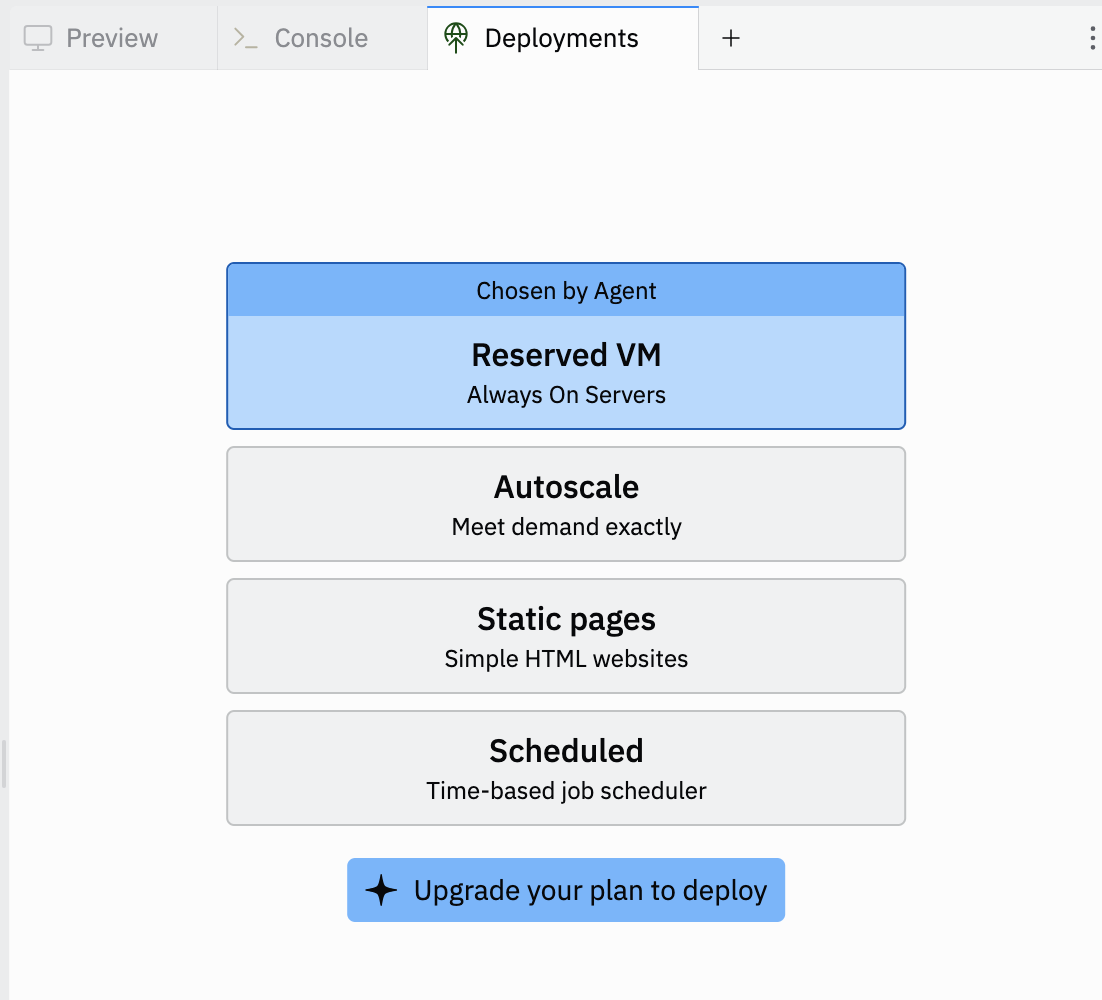 Preview
Console
Deployments
Chosen by Agent
Reserved VM
Always On Servers
Autoscale
Meet demand exactly
Static pages
Simple HTML websites
Scheduled
Time-based job scheduler
Upgrade your plan to deploy